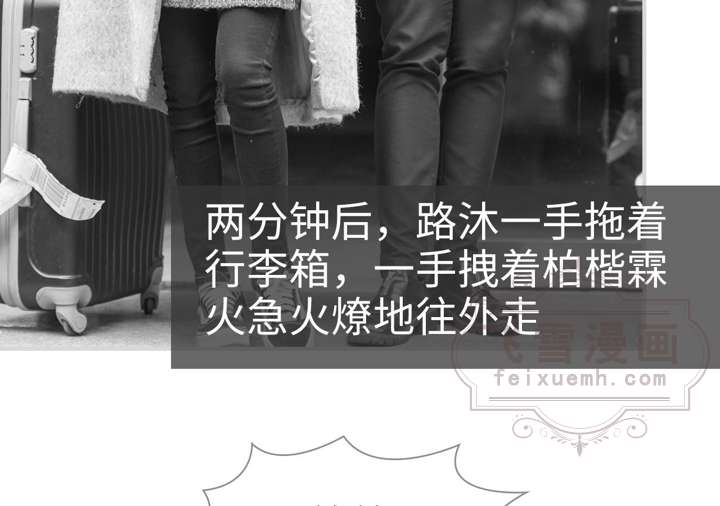 两分钟后，路沐一手拖着
行李箱，一手拽着柏楷霖
火急火燎地往外走
飞雪漫画
feixuemh.com